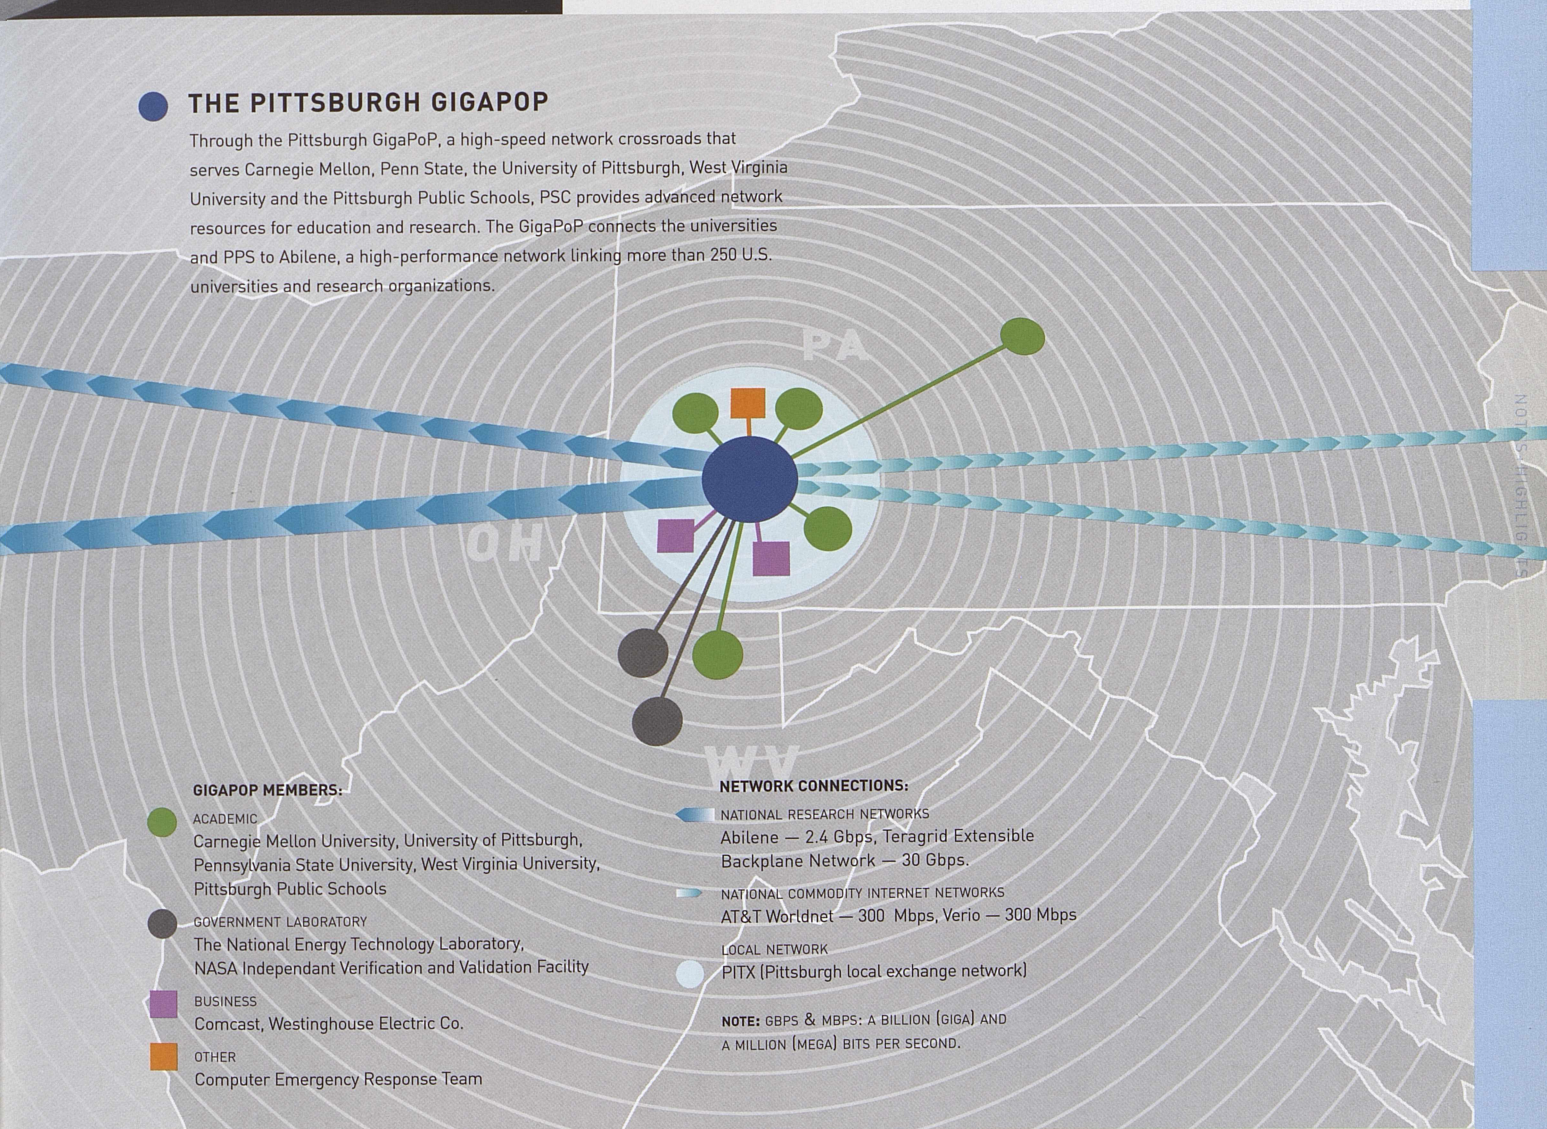 THE PITTSBURGH GIGAPOP
Through the Pittsburgh GigaPoP, a high-speed network crossroads that
serves Carnegie Mellon, Penn State, the University of Pittsburgh, West Virginia
University and the Pittsburgh Public Schools, PSC provides advanced network
resources for education and research. The GigaPoP connects the universities
and PPS to Abilene, a high-performance network linking more than 250 U.S.
universities and research organizations.
PA
OH
WV
GIGAPOP MEMBERS:
ACADEMIC
Carnegie Mellon University, University of Pittsburgh,
Pennsylvania State University, West Virginia University,
Pittsburgh Public Schools
GOVERNMENT LABORATORY
The National Energy Technology Laboratory,
NASA Independant Verification and Validation Facility
BUSINESS
Comcast, Westinghouse Electric Co.
OTHER
Computer Emergency Response Team
NETWORK CONNECTIONS:
NATIONAL RESEARCH NETWORKS
Abilene — 2.4 Gbps, Teragrid Extensible
Backplane Network — 30 Gbps.
NATIONAL COMMODITY INTERNET NETWORKS
AT&T Worldnet — 300 Mbps, Verio — 300 Mbps
LOCAL NETWORK
PITX (Pittsburgh local exchange network)
NOTE: GBPS & MBPS: A BILLION (GIGA) AND
A MILLION (MEGA) BITS PER SECOND.